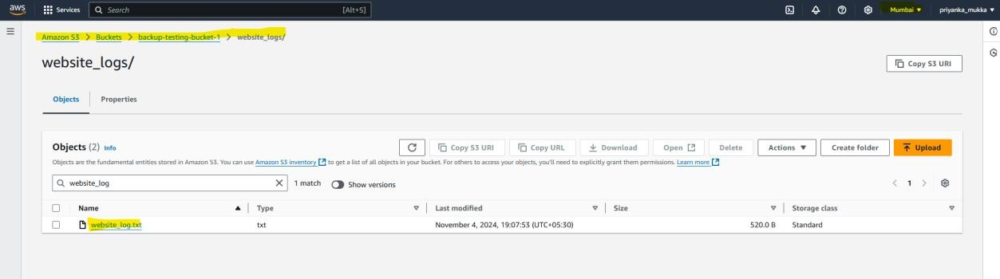 aws Services Search [Alt+S] Mumbai ▼ priyanka_mukka ▼
Amazon S3 > Buckets > backup-testing-bucket-1 > website_logs/
website_logs/
Copy S3 URI
Objects Properties
Objects (2) Info
Copy S3 URI Copy URL Download Open Delete Actions ▼ Create folder Upload
Objects are the fundamental entities stored in Amazon S3. You can use Amazon S3 inventory to get a list of all objects in your bucket. For others to access your objects, you'll need to explicitly grant them permissions. Learn more
website_log 1 match Show versions < 1 >
Name Type Last modified Size Storage class
website_log.txt txt November 4, 2024, 19:07:53 (UTC+05:30) 520.0 B Standard